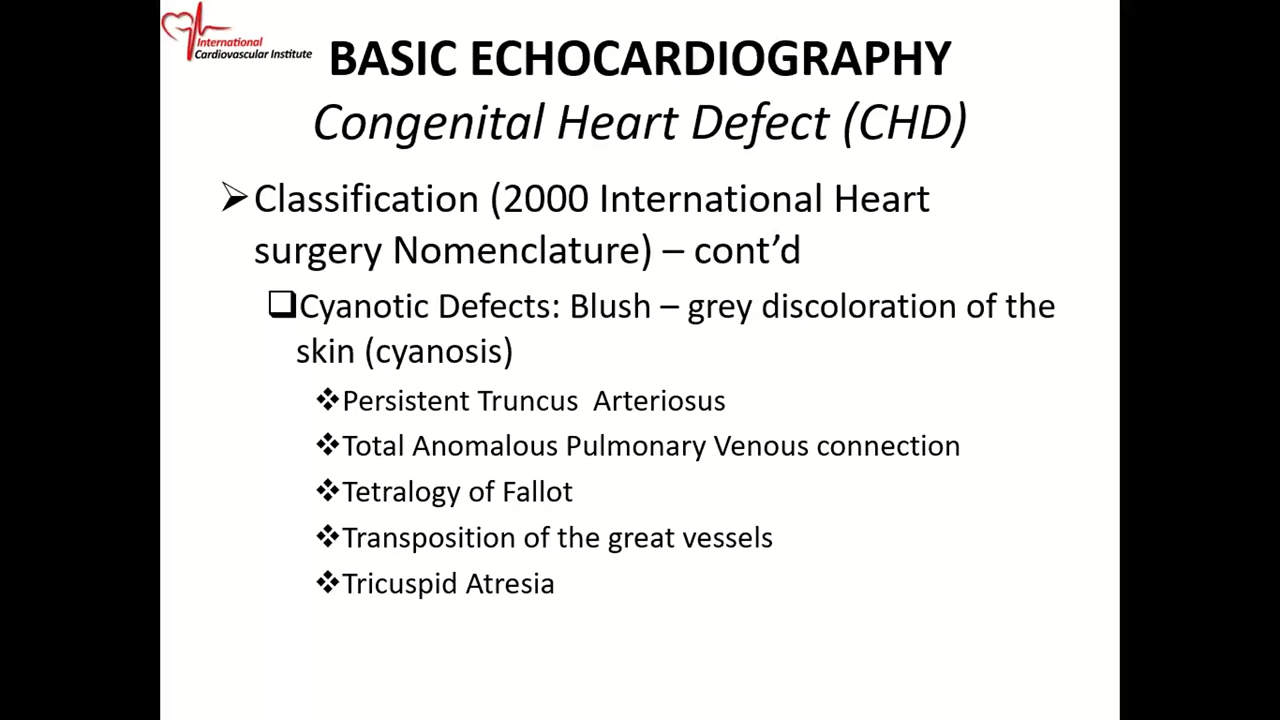 International
Cardiovascular Institute
BASIC ECHOCARDIOGRAPHY
Congenital Heart Defect (CHD)
Classification (2000 International Heart
surgery Nomenclature) – cont’d
Cyanotic Defects: Blush – grey discoloration of the
skin (cyanosis)
Persistent Truncus Arteriosus
Total Anomalous Pulmonary Venous connection
Tetralogy of Fallot
Transposition of the great vessels
Tricuspid Atresia